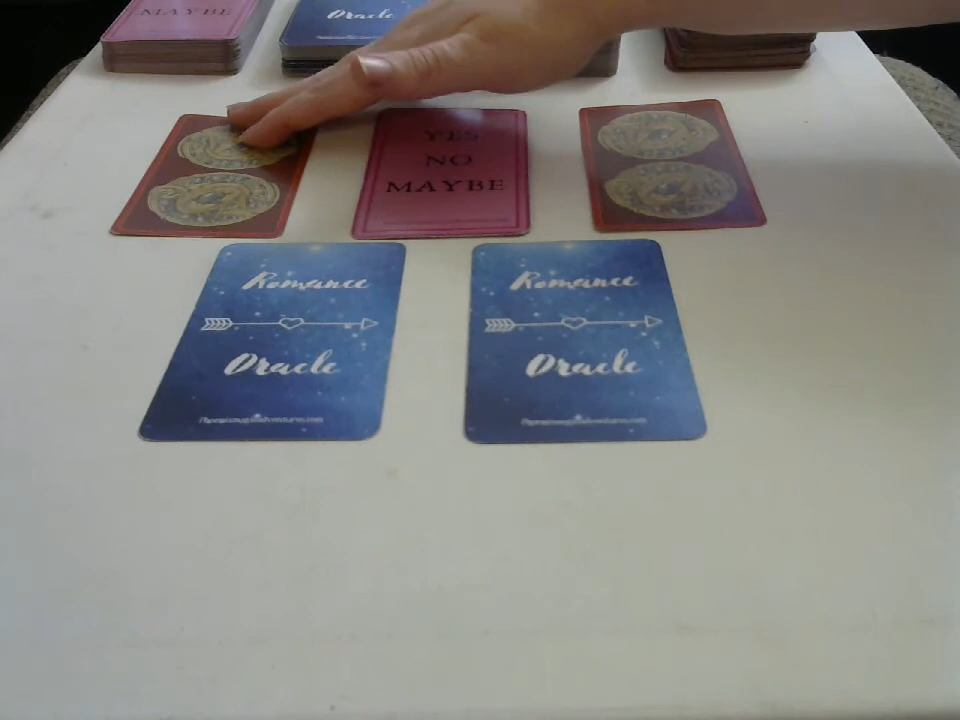 MAYBE
Oracle
YES
NO
MAYBE
Romance
Oracle
Romance
Oracle